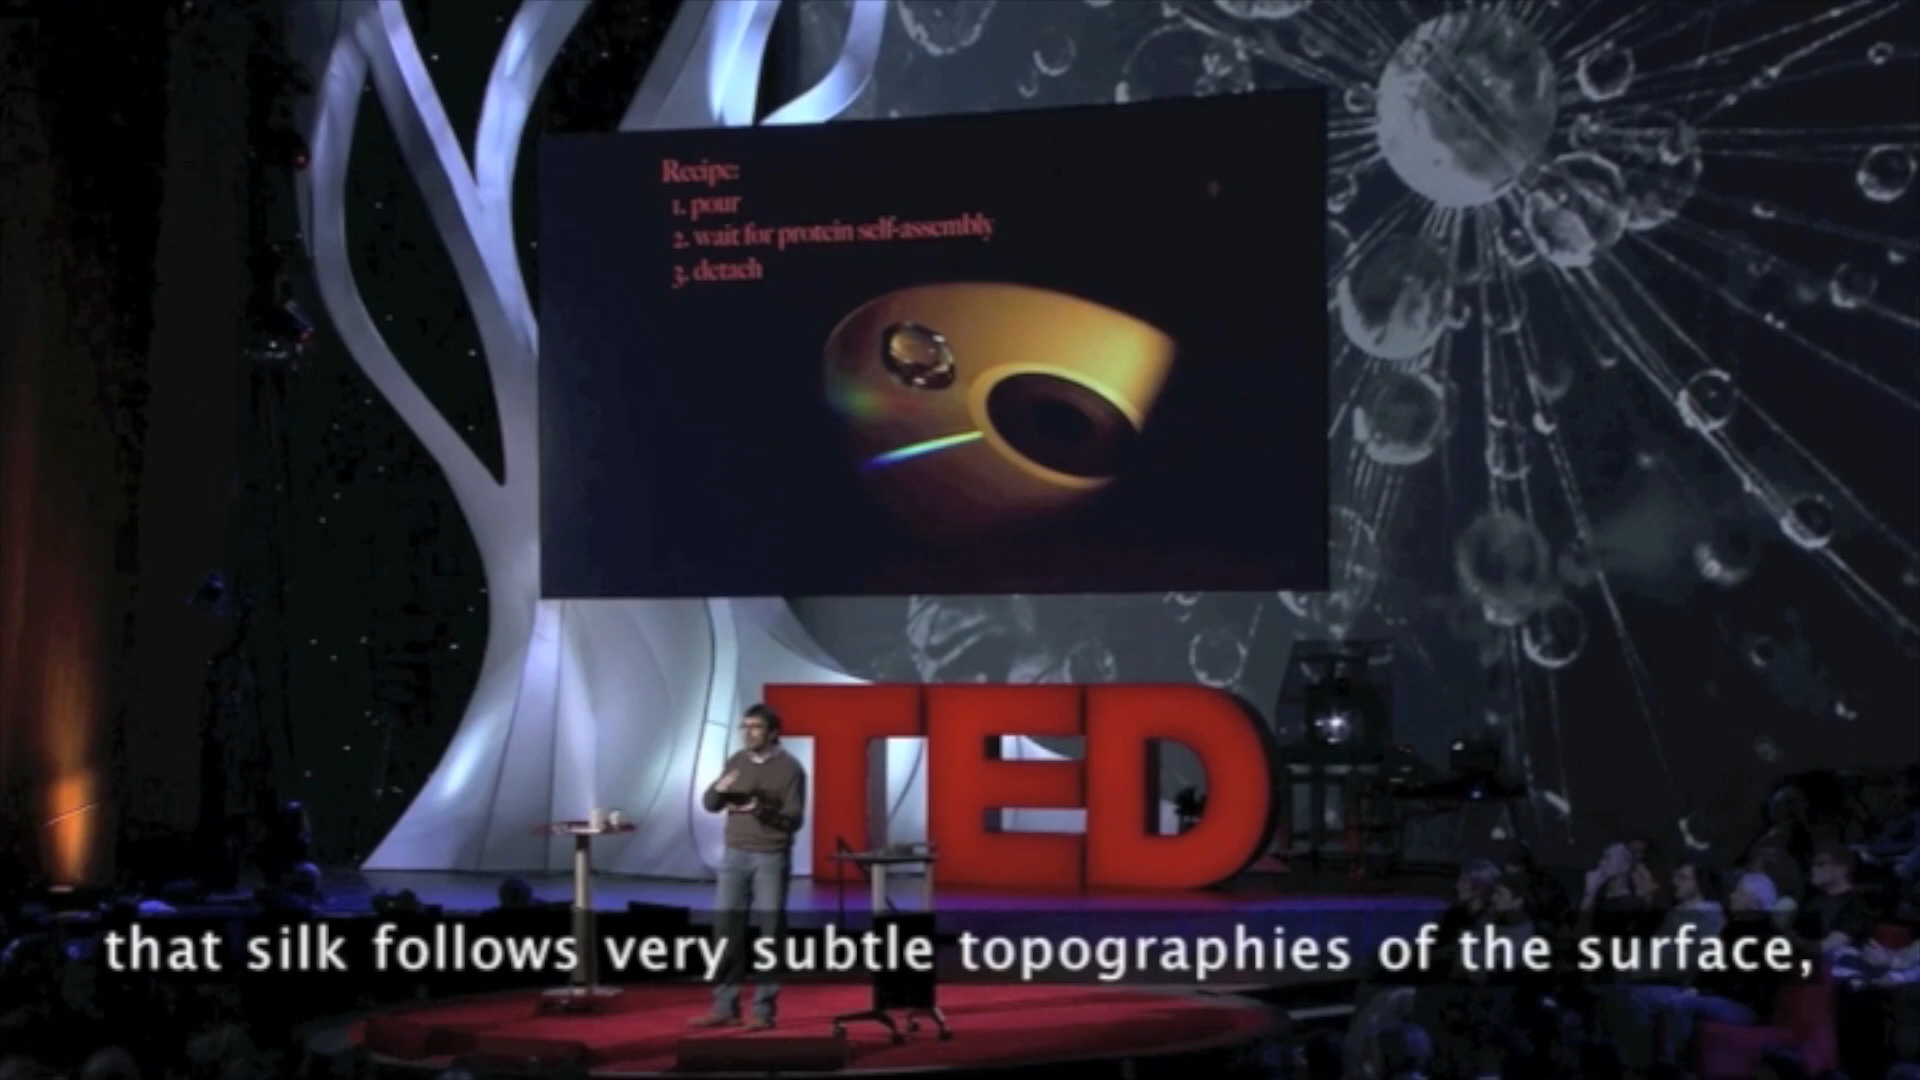 Recipe:
1. pour
2. wait for protein self-assembly
3. detach
TED
that silk follows very subtle topographies of the surface,